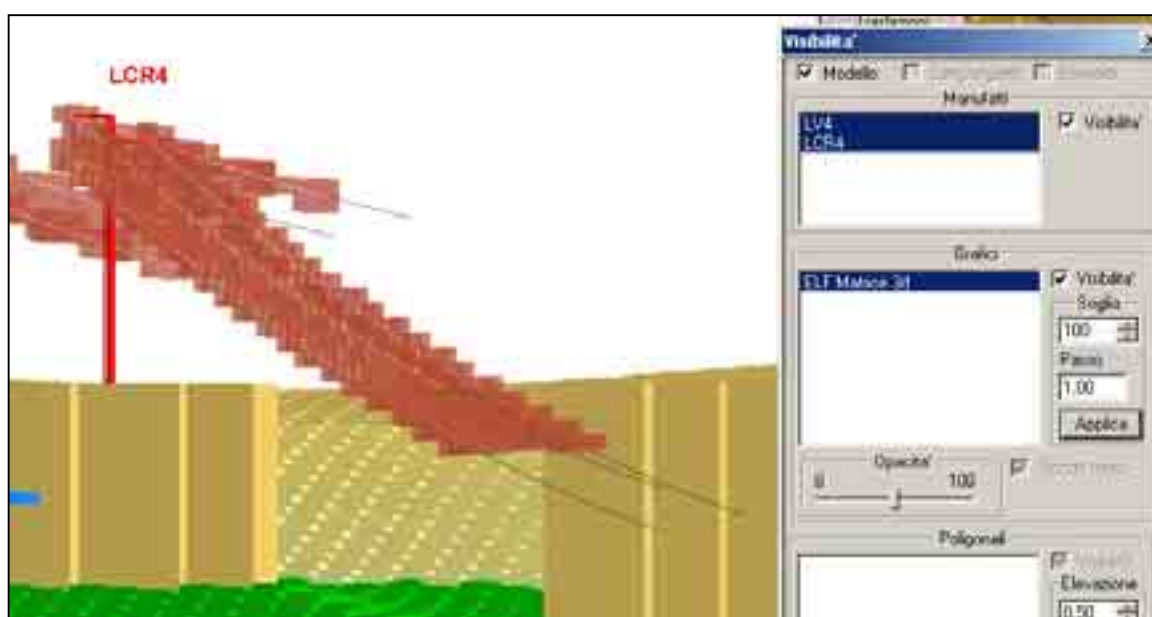 LCR4
Visibilita'
Modello
Manufatti
LV4
LCR4
Visibilita'
Grafici
ELF Matrice 3d
Visibilita'
Soglia
100
Passo
1.00
Applica
Opacita'
0
100
Poligonali
Elevazione
0.50